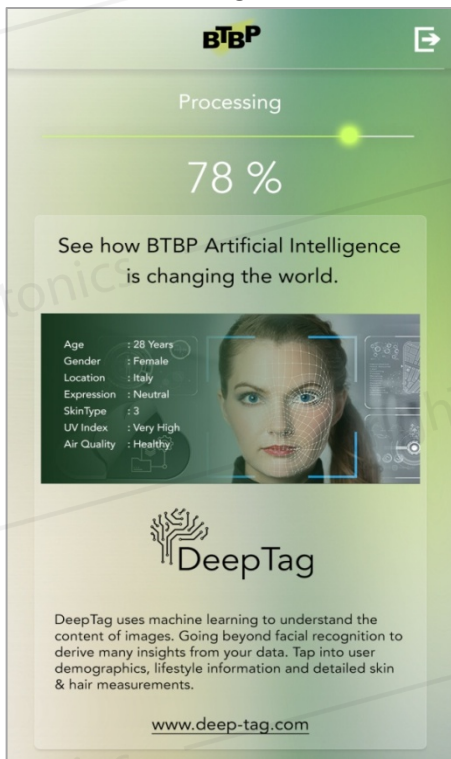 BTBP
Processing
78 %
See how BTBP Artificial Intelligence
is changing the world.
Age : 28 Years
Gender : Female
Location : Italy
Expression : Neutral
SkinType : 3
UV Index : Very High
Air Quality : Healthy
DeepTag
DeepTag uses machine learning to understand the
content of images. Going beyond facial recognition to
derive many insights from your data. Tap into user
demographics, lifestyle information and detailed skin
& hair measurements.
www.deep-tag.com